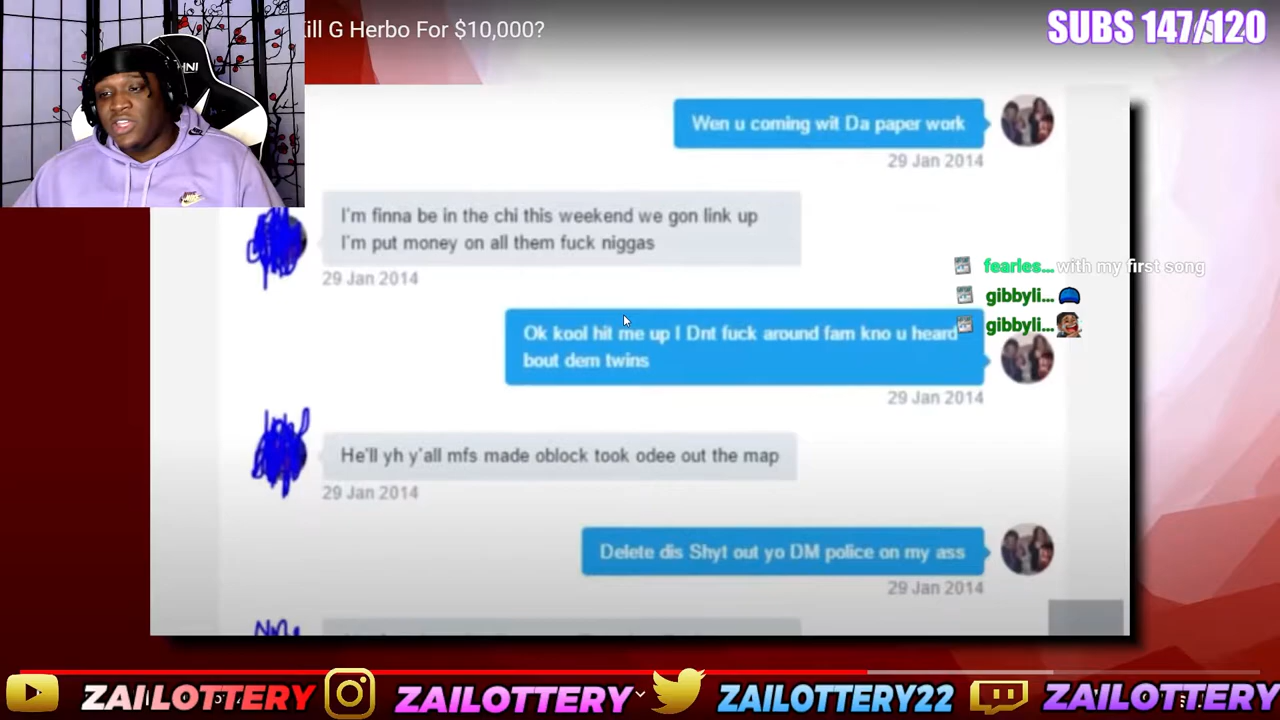 ill G Herbo For $10,000?
SUBS 147/120
Wen u coming wit Da paper work
29 Jan 2014
I'm finna be in the chi this weekend we gon link up
I'm put money on all them fuck niggas
29 Jan 2014
fearles... with my first song
gibbyli...
gibbyli...
Ok kool hit me up I Dnt fuck around fam kno u heard
bout dem twins
29 Jan 2014
He'll yh y'all mfs made oblock took odee out the map
29 Jan 2014
Delete dis Shyt out yo DM police on my ass
29 Jan 2014
ZAILOTTERY ZAILOTTERY ZAILOTTERY22 ZAILOTTERY